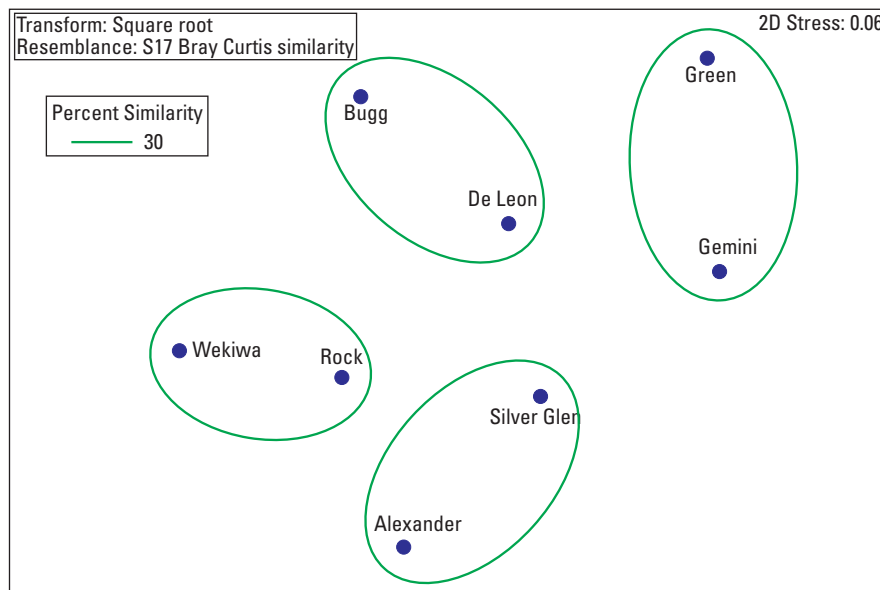 Transform: Square root
Resemblance: S17 Bray Curtis similarity
2D Stress: 0.06
Percent Similarity
30
Green
Bugg
De Leon
Gemini
Wekiwa
Rock
Silver Glen
Alexander